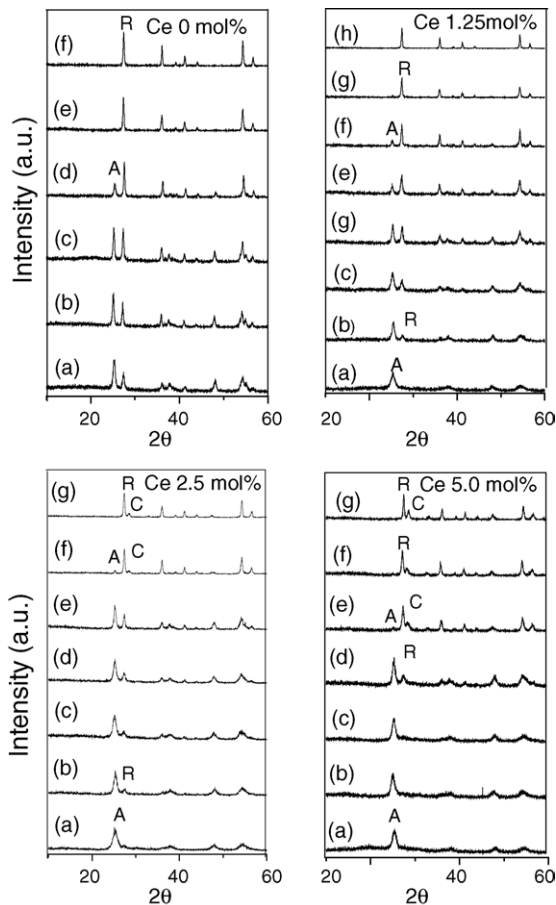 Intensity (a.u.)
R Ce 0 mol%
(f)
(e)
(d) A
(c)
(b)
(a)
20 40 60
2θ
Ce 1.25mol%
(h)
(g) R
(f) A
(e)
(g)
(c)
(b) R
(a) A
20 40 60
2θ
Intensity (a.u.)
R Ce 2.5 mol%
(g) C
(f) A C
(e)
(d)
(c)
(b) R
(a) A
20 40 60
2θ
R Ce 5.0 mol%
(g) C
(f) R
(e) A C
(d) R
(c)
(b)
(a) A
20 40 60
2θ